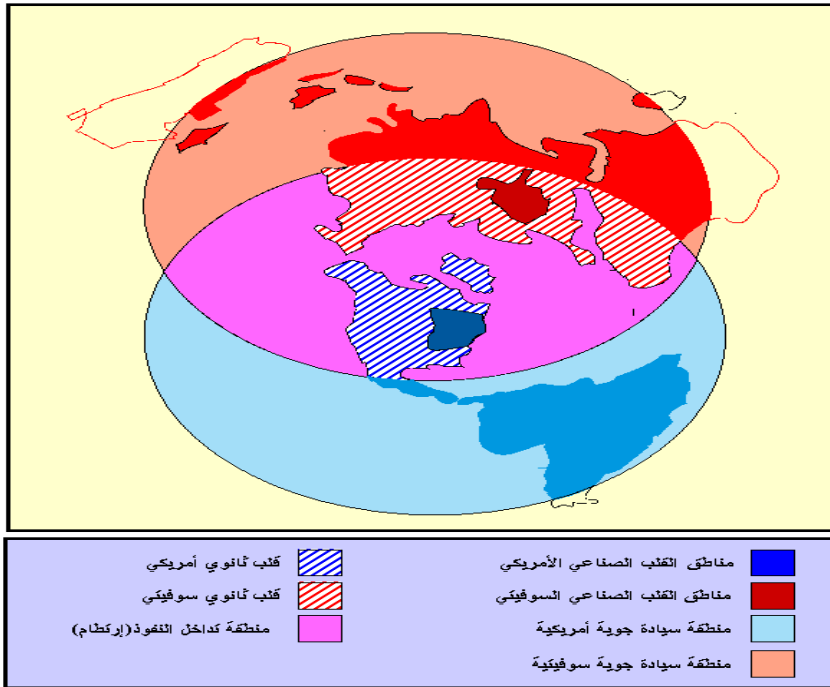 مناطق القلب الصناعي الأمريكي
مناطق القلب الصناعي السوفيتي
منطقة سيادة جوية أمريكية
منطقة سيادة جوية سوفيتية
قلب ثانوي أمريكي
قلب ثانوي سوفيتي
منطقة تداخل النفوذ(إرتطام)